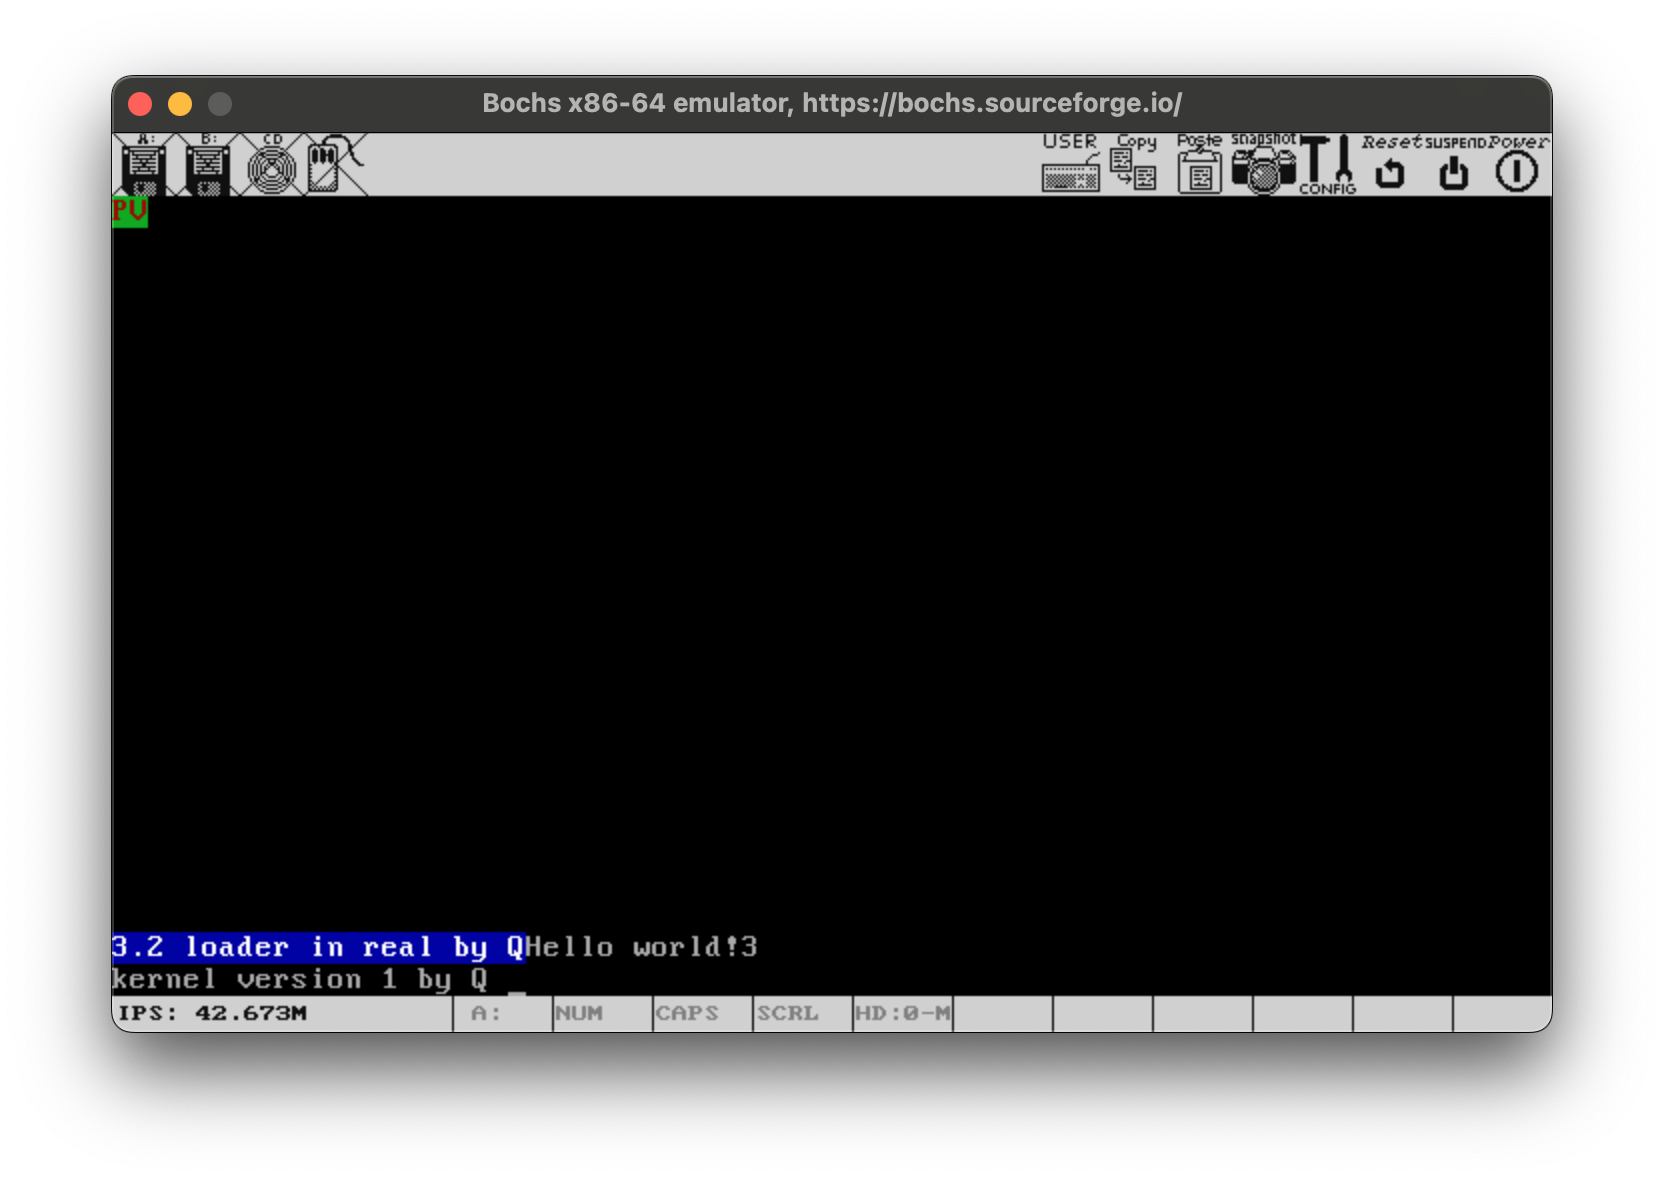 Bochs x86-64 emulator, https://bochs.sourceforge.io/
A: B: CD USER Copy Paste snapshot CONFIG Reset SUSPEND Power
PV
3.2 loader in real by QHello world!3
kernel version 1 by Q _
IPS: 42.673M A: NUM CAPS SCRL HD:0-M